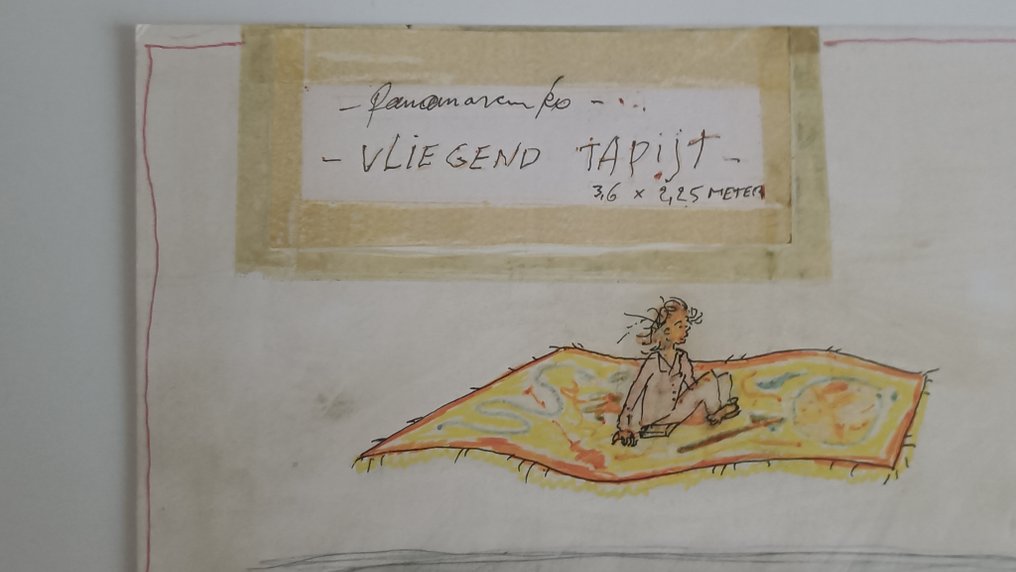 - Panamarenko - ...
- VLIEGEND TAPIJT -
3,6 x 2,25 METER